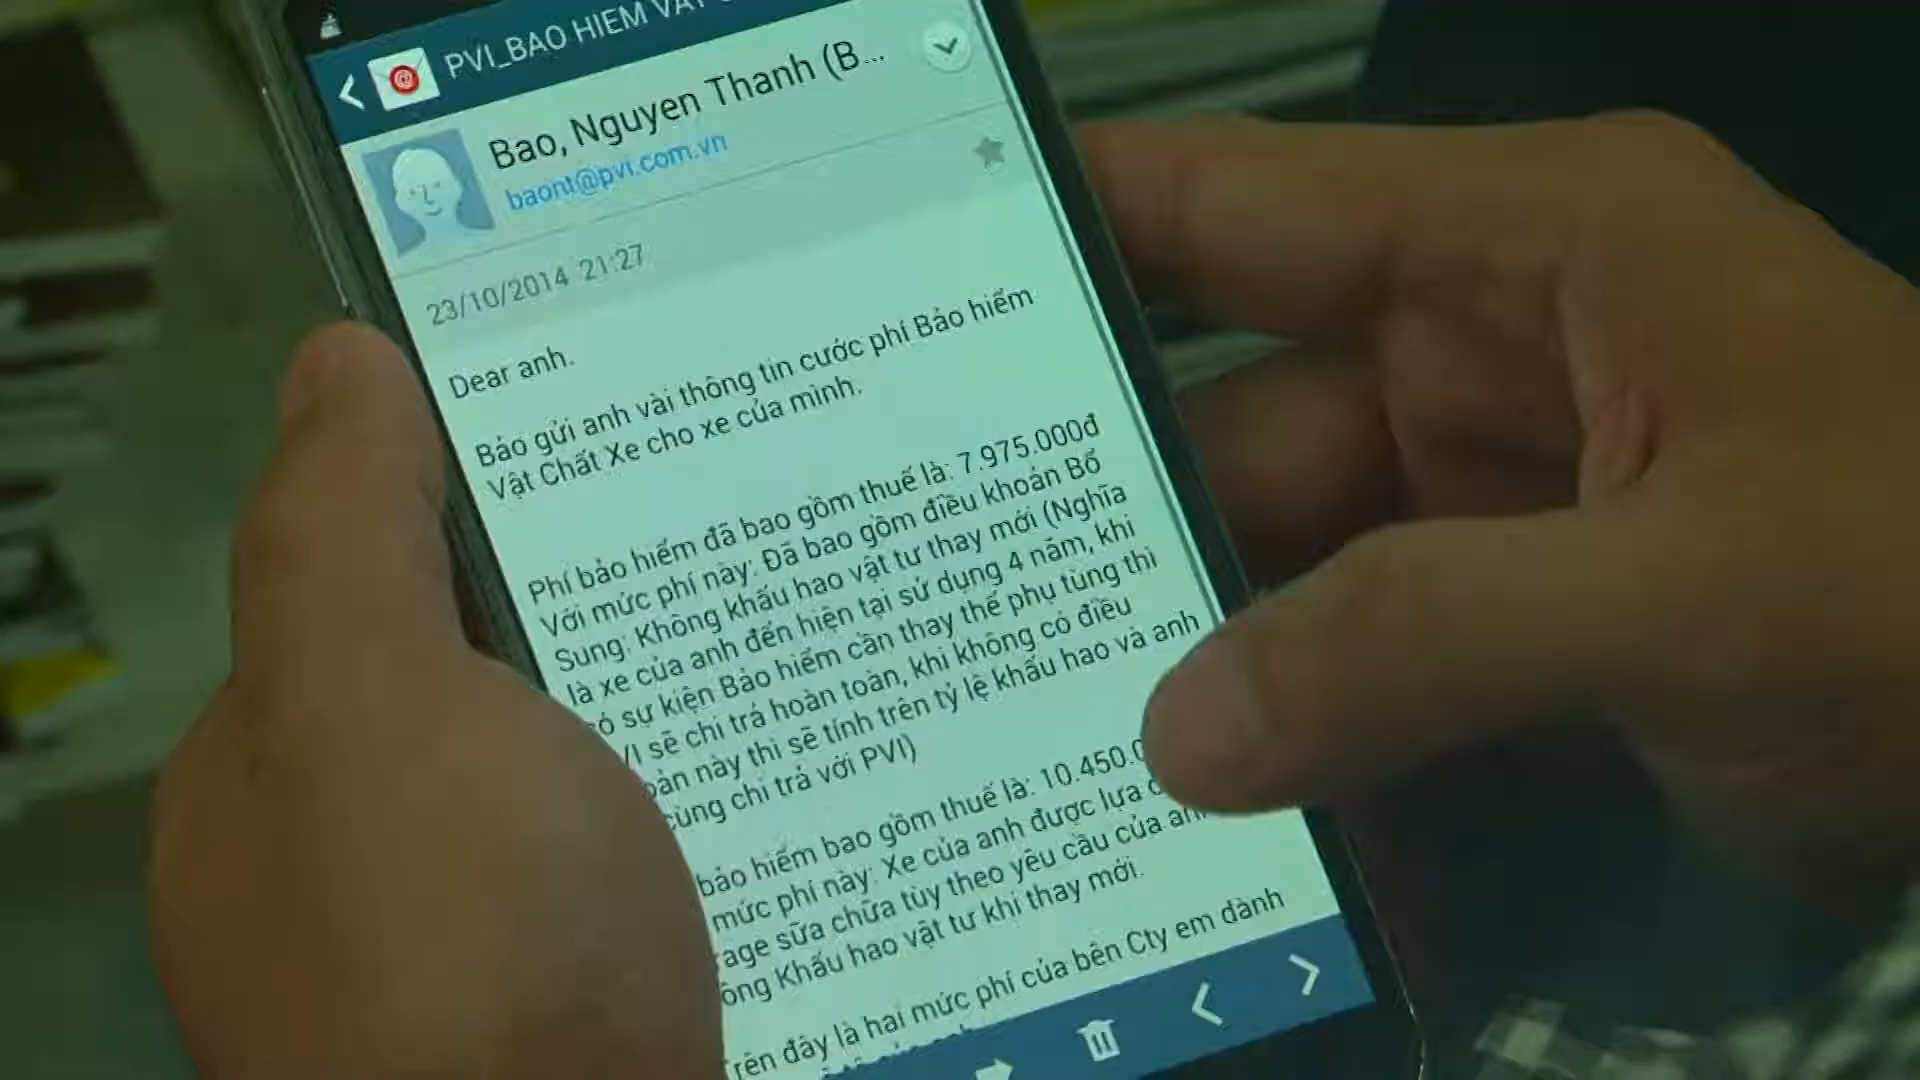 PVI_BAO HIEM VAT
Bao, Nguyen Thanh (B...
baont@pvi.com.vn
23/10/2014 21:27
Dear anh.
Bảo gửi anh vài thông tin cước phí Bảo hiểm
Vật Chất Xe cho xe của mình.
Phí bảo hiểm đã bao gồm thuế là: 7.975.000đ
Với mức phí này: Đã bao gồm điều khoản Bổ
Sung: Không khấu hao vật tư thay mới (Nghĩa
là xe của anh đến hiện tại sử dụng 4 năm, khi
có sự kiện Bảo hiểm cần thay thế phụ tùng thì
sẽ chi trả hoàn toàn, khi không có điều
này thì sẽ tính trên tỷ lệ khấu hao và anh
cùng chi trả với PVI)
bảo hiểm bao gồm thuế là: 10.450.0
mức phí này: Xe của anh được lựa
sữa chữa tùy theo yêu cầu của
Khấu hao vật tư khi thay mới.
Trên đây là hai mức phí của bên Cty em dành